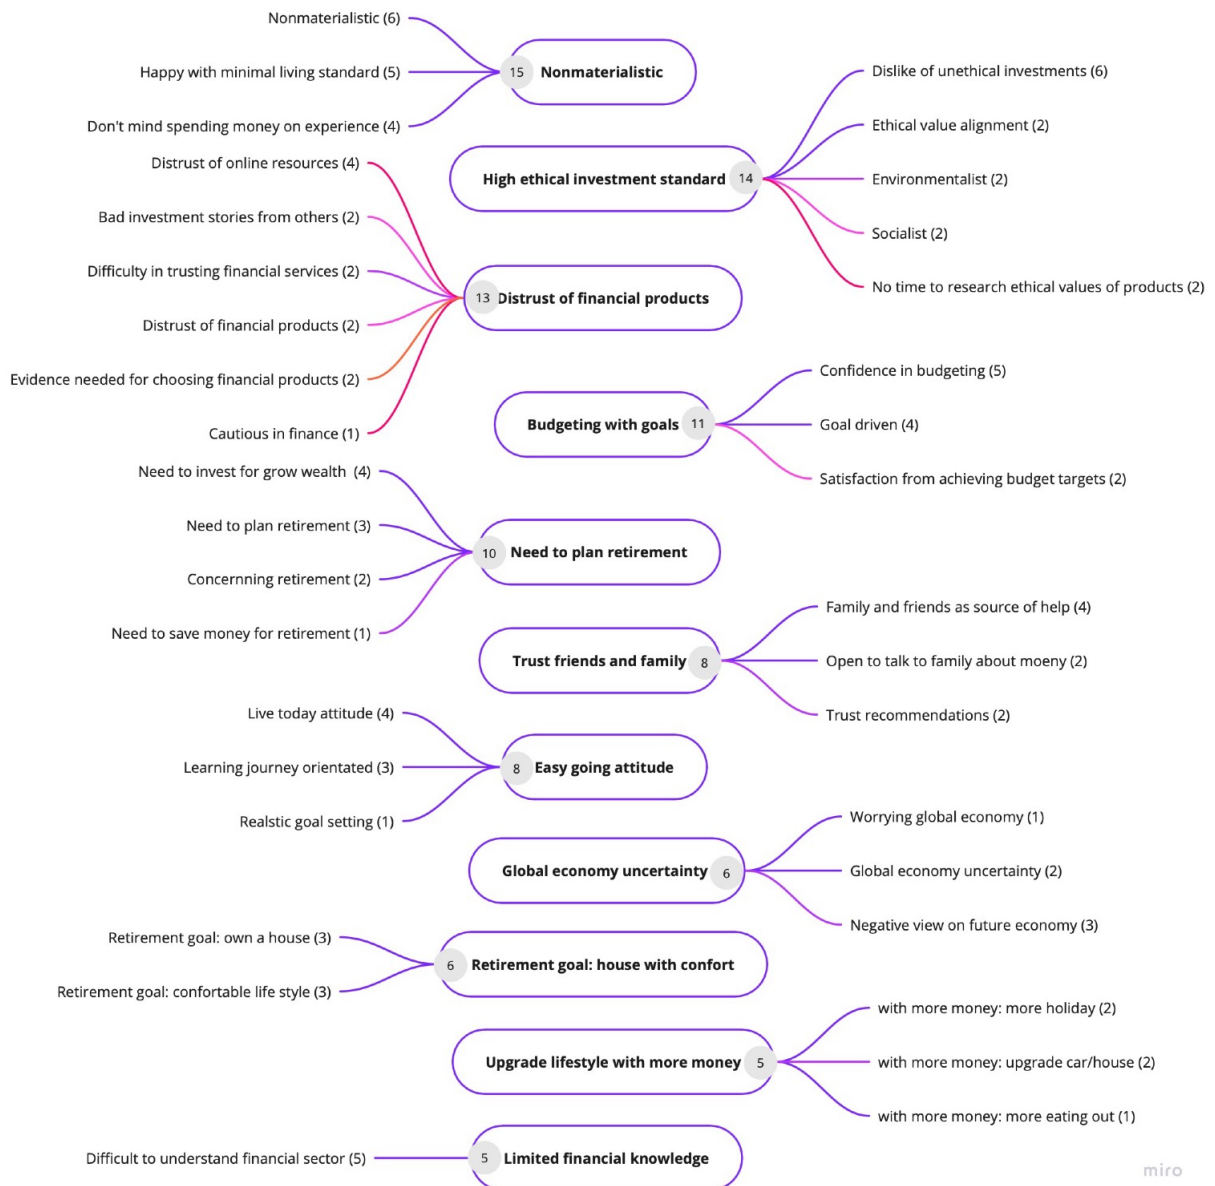 Nonmaterialistic (6)
Happy with minimal living standard (5)
Don't mind spending money on experience (4)
15 Nonmaterialistic
High ethical investment standard 14
Dislike of unethical investments (6)
Ethical value alignment (2)
Environmentalist (2)
Socialist (2)
No time to research ethical values of products (2)
Distrust of online resources (4)
Bad investment stories from others (2)
Difficulty in trusting financial services (2)
Distrust of financial products (2)
Evidence needed for choosing financial products (2)
Cautious in finance (1)
13 Distrust of financial products
Budgeting with goals 11
Confidence in budgeting (5)
Goal driven (4)
Satisfaction from achieving budget targets (2)
Need to invest for grow wealth (4)
Need to plan retirement (3)
Concernning retirement (2)
Need to save money for retirement (1)
10 Need to plan retirement
Trust friends and family 8
Family and friends as source of help (4)
Open to talk to family about moeny (2)
Trust recommendations (2)
Live today attitude (4)
Learning journey orientated (3)
Realstic goal setting (1)
8 Easy going attitude
Global economy uncertainty 6
Worrying global economy (1)
Global economy uncertainty (2)
Negative view on future economy (3)
Retirement goal: own a house (3)
Retirement goal: confortable life style (3)
6 Retirement goal: house with confort
Upgrade lifestyle with more money 5
with more money: more holiday (2)
with more money: upgrade car/house (2)
with more money: more eating out (1)
Difficult to understand financial sector (5)
5 Limited financial knowledge
miro